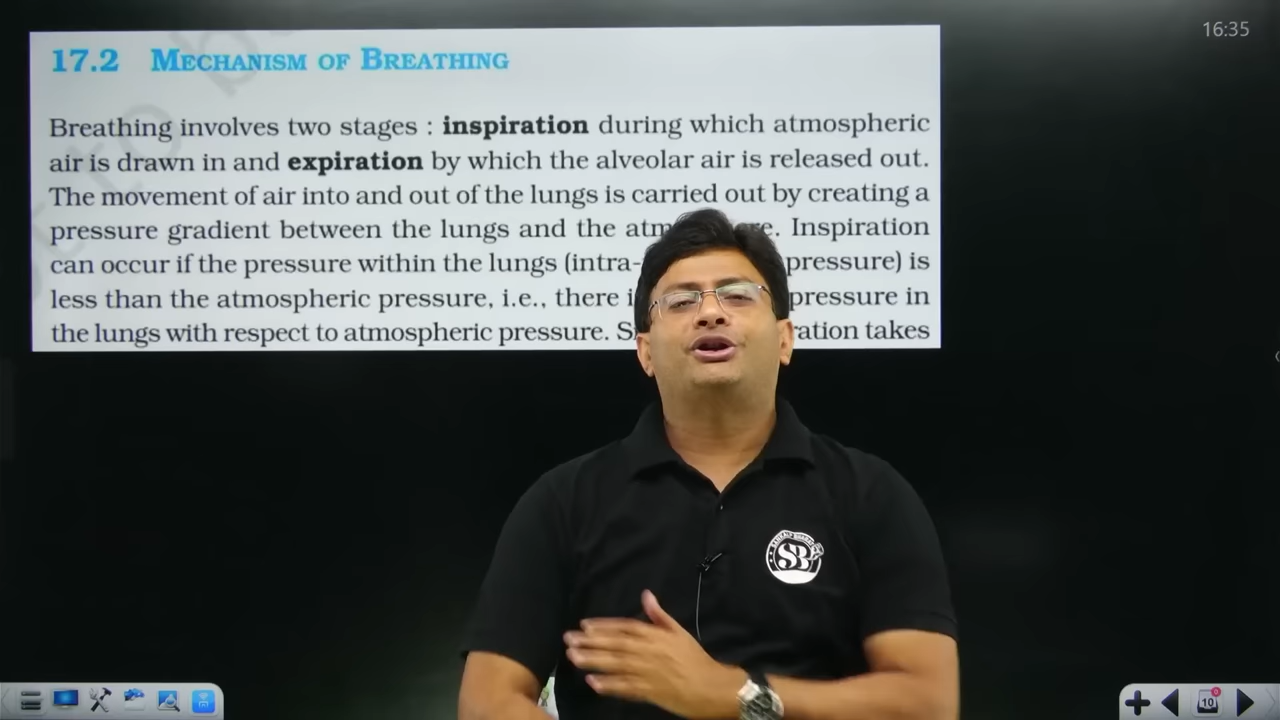 16:35
17.2 MECHANISM OF BREATHING
Breathing involves two stages : inspiration during which atmospheric
air is drawn in and expiration by which the alveolar air is released out.
The movement of air into and out of the lungs is carried out by creating a
pressure gradient between the lungs and the Inspiration
can occur if the pressure within the lungs (intra- pressure) is
less than the atmospheric pressure, i.e., there pressure in
the lungs with respect to atmospheric pressure. takes
SB
10